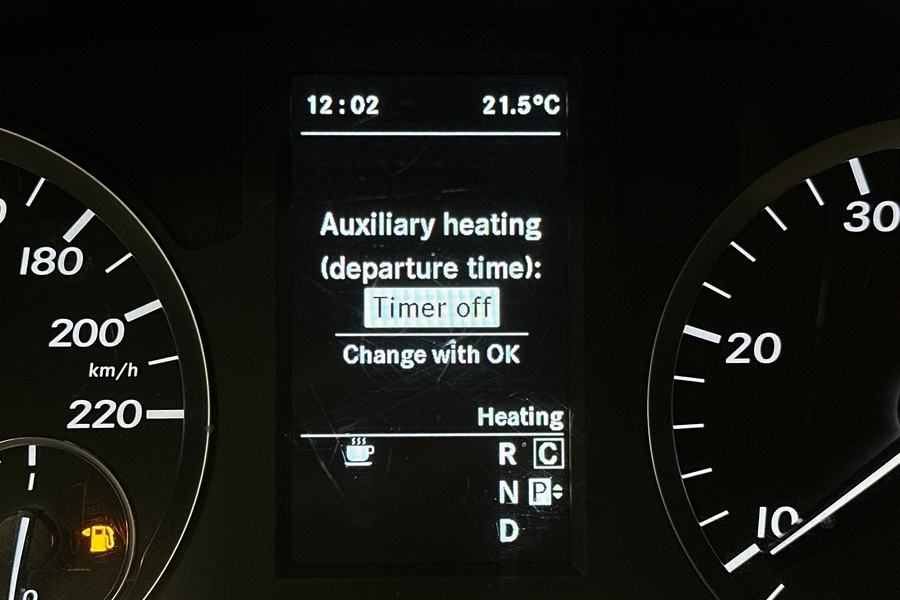 12:02 21.5°C
Auxiliary heating
(departure time):
Timer off
Change with OK
Heating
R C
N P
D
180
200
km/h
220
30
20
10